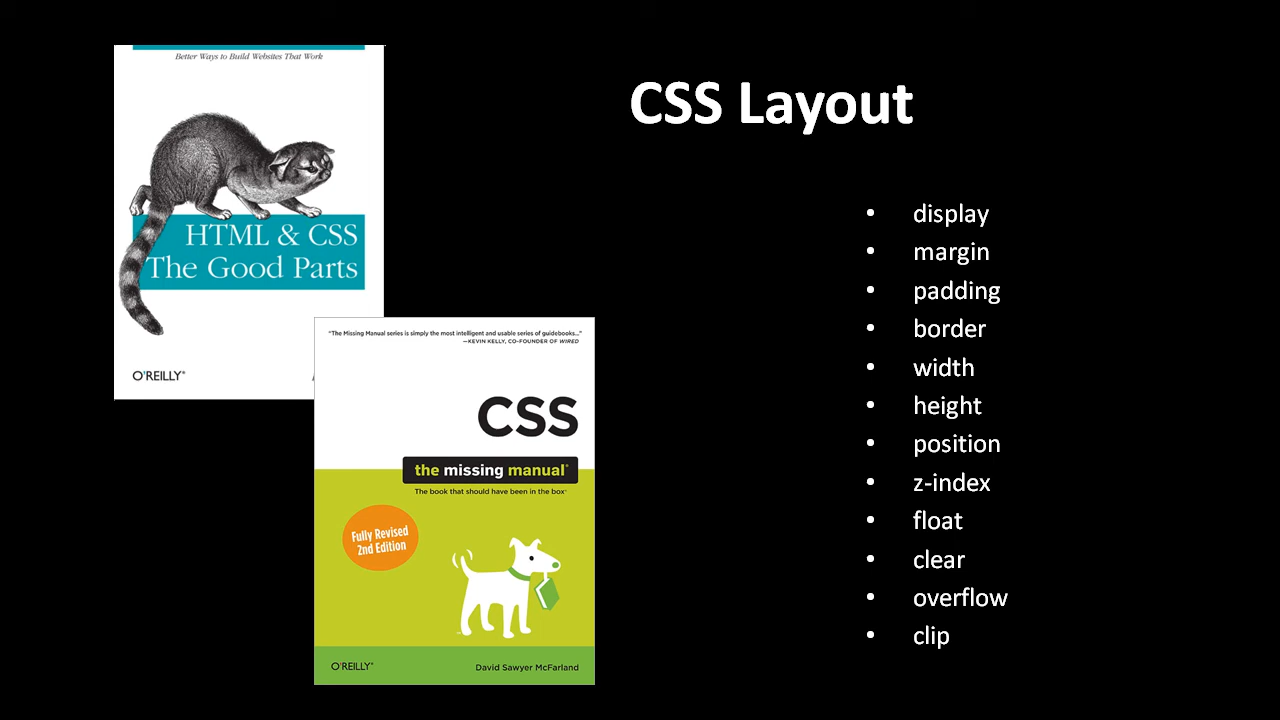 Better Ways to Build Websites That Work
HTML & CSS
The Good Parts
O'REILLY®
"The Missing Manual series is simply the most intelligent and usable series of guidebooks..."
—KEVIN KELLY, CO-FOUNDER OF WIRED
CSS
the missing manual®
The book that should have been in the box®
Fully Revised
2nd Edition
O'REILLY®
David Sawyer McFarland
CSS Layout
• display
• margin
• padding
• border
• width
• height
• position
• z-index
• float
• clear
• overflow
• clip